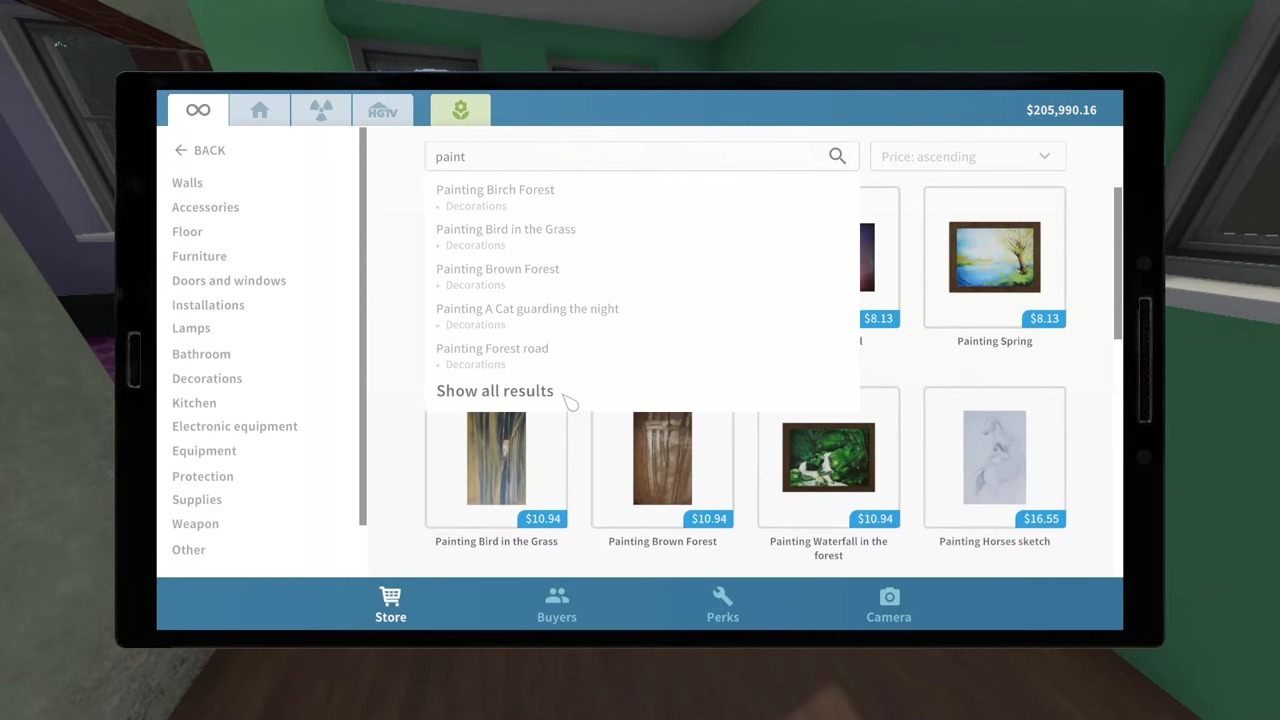 HGTV
$205,990.16
BACK
Walls
Accessories
Floor
Furniture
Doors and windows
Installations
Lamps
Bathroom
Decorations
Kitchen
Electronic equipment
Equipment
Protection
Supplies
Weapon
Other
paint
Price: ascending
Painting Birch Forest
• Decorations
Painting Bird in the Grass
• Decorations
Painting Brown Forest
• Decorations
Painting A Cat guarding the night
• Decorations
Painting Forest road
• Decorations
Show all results
$8.13
l
$8.13
Painting Spring
$10.94
Painting Bird in the Grass
$10.94
Painting Brown Forest
$10.94
Painting Waterfall in the
forest
$16.55
Painting Horses sketch
Store
Buyers
Perks
Camera